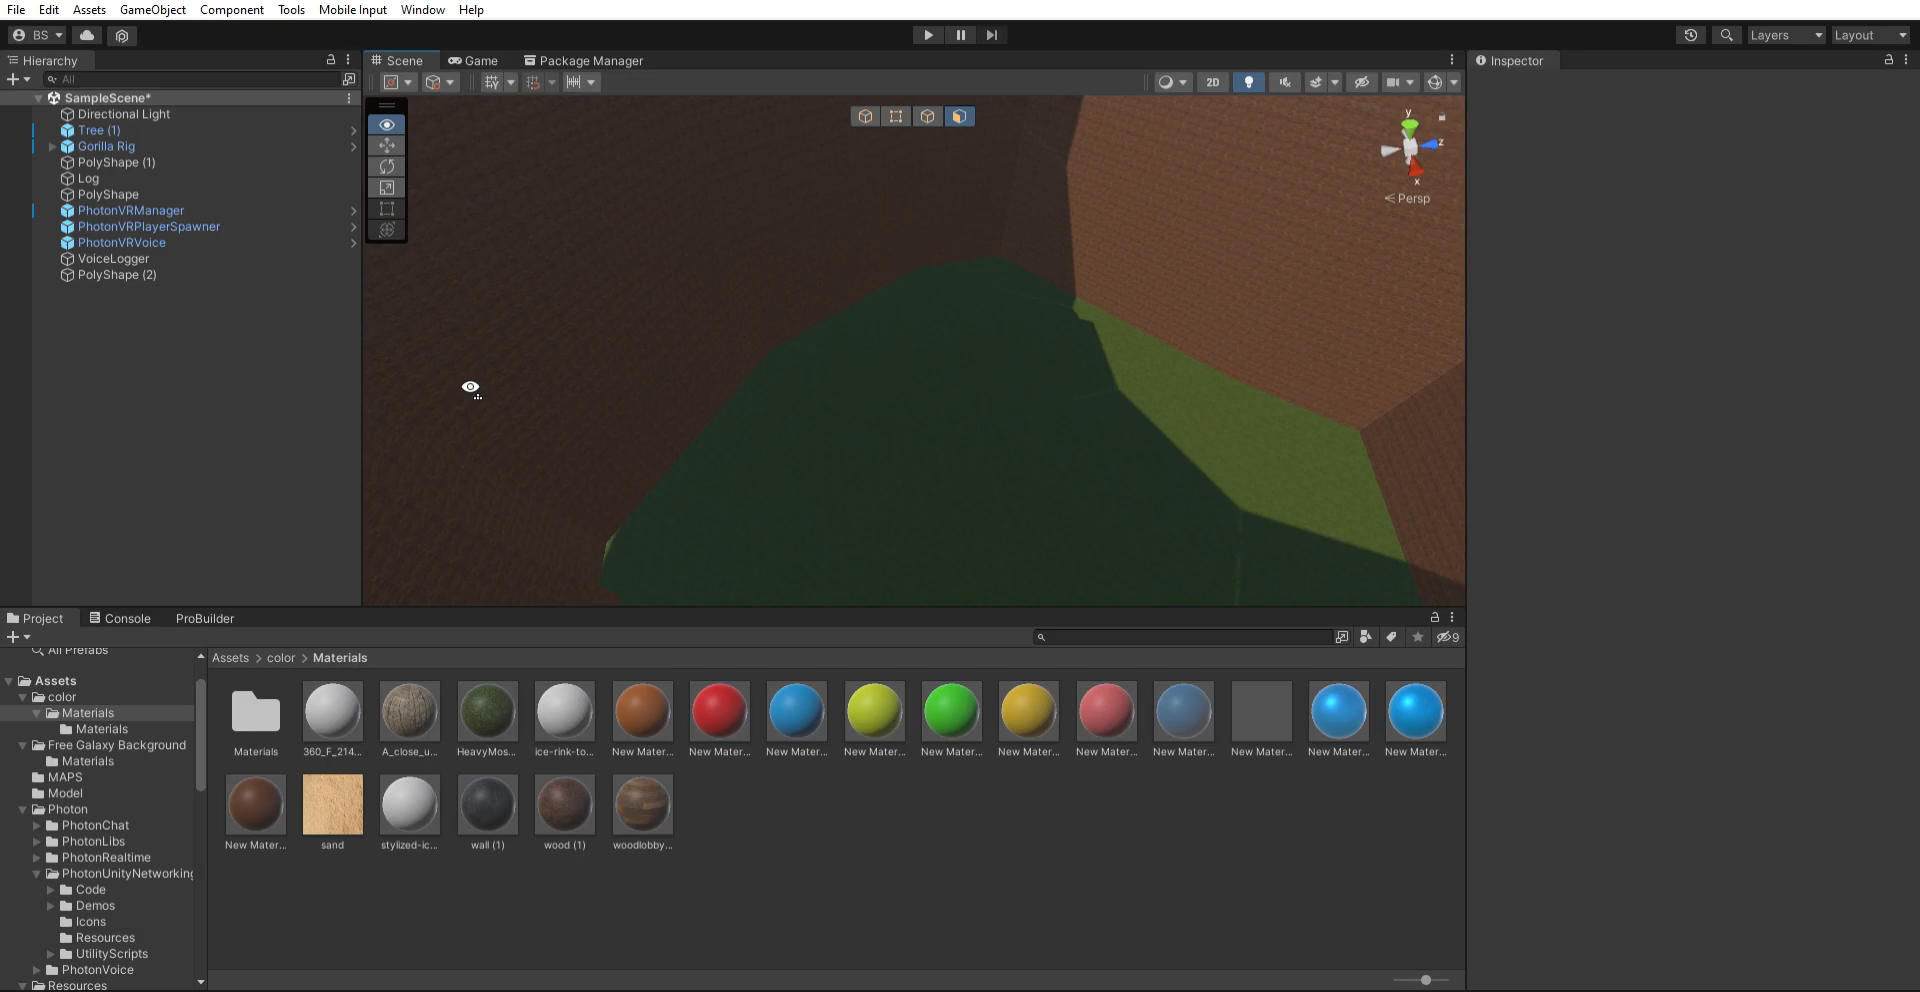 File Edit Assets GameObject Component Tools Mobile Input Window Help
BS Layers Layout
Hierarchy Scene Game Package Manager Inspector
All 2D
SampleScene*
Directional Light
Tree (1)
Gorilla Rig
PolyShape (1)
Log
PolyShape
PhotonVRManager
PhotonVRPlayerSpawner
PhotonVRVoice
VoiceLogger
PolyShape (2)
y
z
x
Persp
Project Console ProBuilder
9
All Prefabs
Assets > color > Materials
Assets
color
Materials
Materials
Free Galaxy Background
Materials
MAPS
Model
Photon
PhotonChat
PhotonLibs
PhotonRealtime
PhotonUnityNetworking
Code
Demos
Icons
Resources
UtilityScripts
PhotonVoice
Resources
Materials 360_F_214... A_close_u... HeavyMos... ice-rink-to... New Mater... New Mater... New Mater... New Mater... New Mater... New Mater... New Mater... New Mater... New Mater... New Mater... New Mater...
New Mater... sand stylized-ic... wall (1) wood (1) woodlobby...